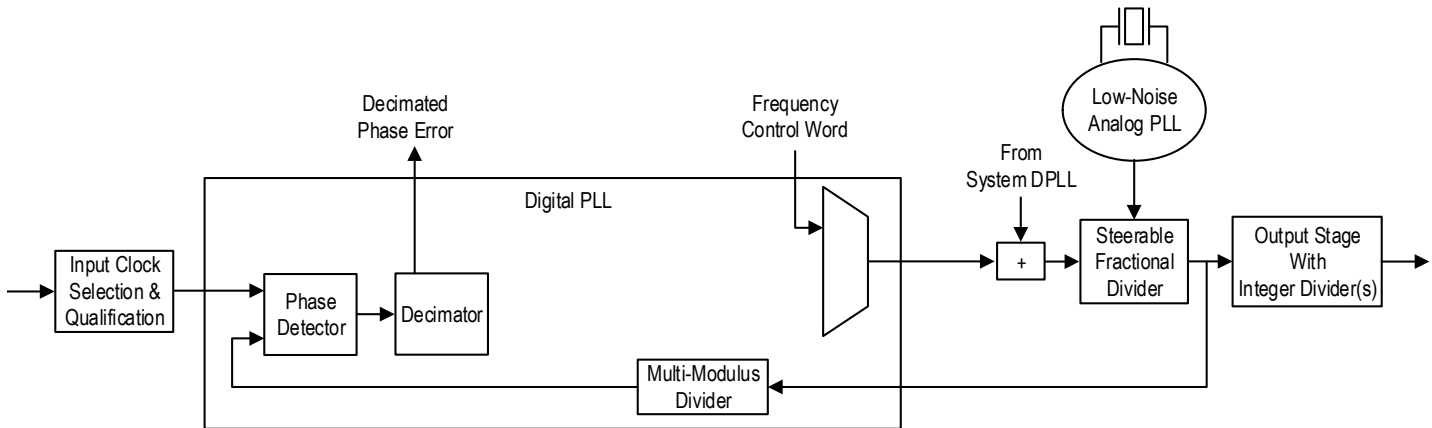 Low-Noise
Analog PLL
Decimated
Phase Error
Frequency
Control Word
From
System DPLL
Digital PLL
Input Clock
Selection &
Qualification
Phase
Detector
Decimator
+
Steerable
Fractional
Divider
Output Stage
With
Integer Divider(s)
Multi-Modulus
Divider